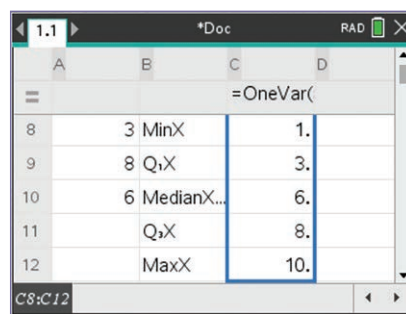 1.1 *Doc RAD
A B C D
= =OneVar(
8 3 MinX 1.
9 8 Q₁X 3.
10 6 MedianX... 6.
11 Q₃X 8.
12 MaxX 10.
C8:C12